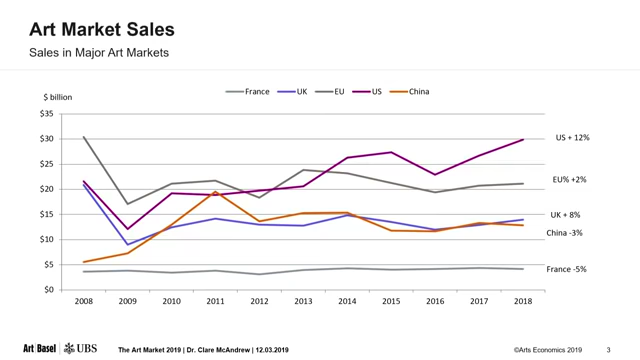 Art Market Sales
Sales in Major Art Markets
$ billion
France UK EU US China
$35
$30
$25
$20
$15
$10
$5
$0
2008 2009 2010 2011 2012 2013 2014 2015 2016 2017 2018
US + 12%
EU% +2%
UK + 8%
China -3%
France -5%
Art|Basel UBS The Art Market 2019 | Dr. Clare McAndrew | 12.03.2019 ©Arts Economics 2019 3